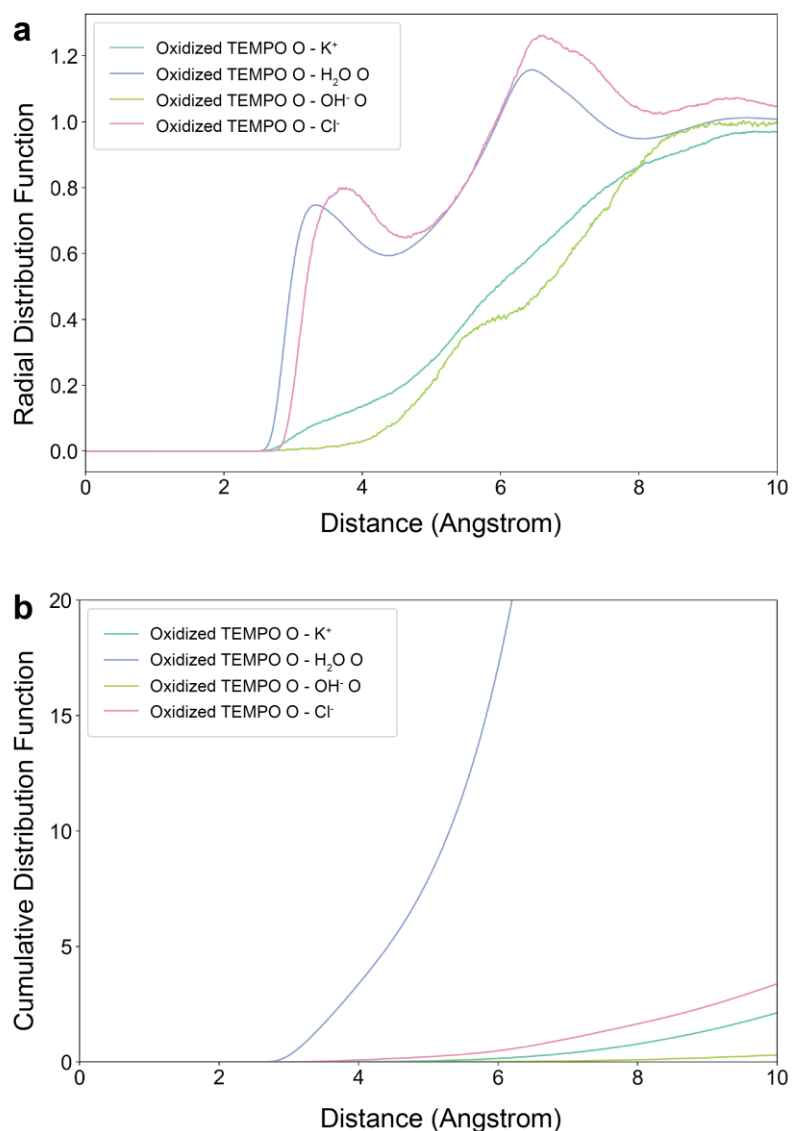 a
1.2
1.0
0.8
0.6
0.4
0.2
0.0
Radial Distribution Function
Oxidized TEMPO O - K⁺
Oxidized TEMPO O - H₂O O
Oxidized TEMPO O - OH⁻ O
Oxidized TEMPO O - Cl⁻
0 2 4 6 8 10
Distance (Angstrom)
b
20
15
10
5
0
Cumulative Distribution Function
Oxidized TEMPO O - K⁺
Oxidized TEMPO O - H₂O O
Oxidized TEMPO O - OH⁻ O
Oxidized TEMPO O - Cl⁻
0 2 4 6 8 10
Distance (Angstrom)